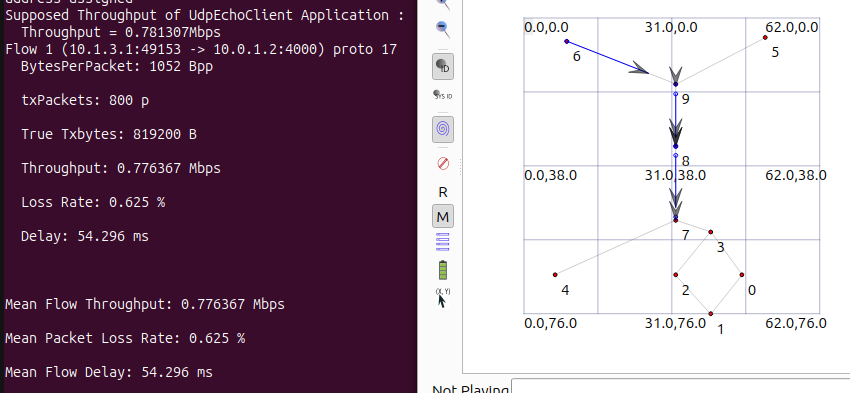 address assigned
Supposed Throughput of UdpEchoClient Application :
Throughput = 0.781307Mbps
Flow 1 (10.1.3.1:49153 -> 10.0.1.2:4000) proto 17
BytesPerPacket: 1052 Bpp
txPackets: 800 p
True Txbytes: 819200 B
Throughput: 0.776367 Mbps
Loss Rate: 0.625 %
Delay: 54.296 ms
Mean Flow Throughput: 0.776367 Mbps
Mean Packet Loss Rate: 0.625 %
Mean Flow Delay: 54.296 ms
ID
SYS ID
R
M
(X, Y)
0.0,0.0 31.0,0.0 62.0,0.0
6 5
9
8
0.0,38.0 31.0,38.0 62.0,38.0
7 3
4 2 0
0.0,76.0 31.0,76.0 62.0,76.0
1
Not Playing